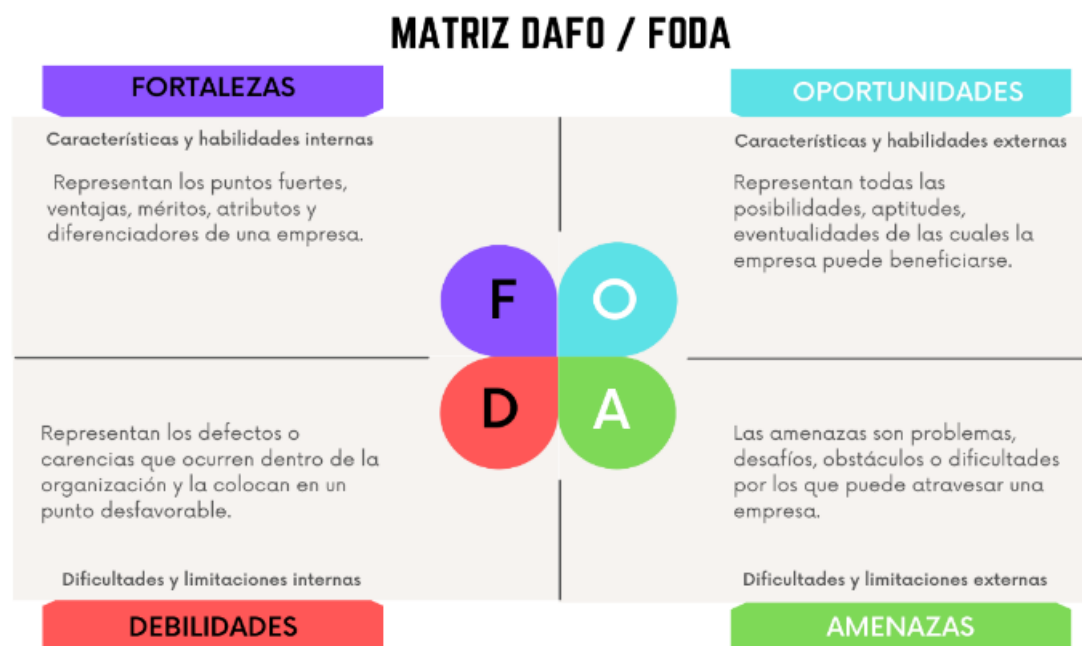 MATRIZ DAFO / FODA
FORTALEZAS
Características y habilidades internas
Representan los puntos fuertes,
ventajas, méritos, atributos y
diferenciadores de una empresa.
OPORTUNIDADES
Características y habilidades externas
Representan todas las
posibilidades, aptitudes,
eventualidades de las cuales la
empresa puede beneficiarse.
F
O
D
A
Representan los defectos o
carencias que ocurren dentro de la
organización y la colocan en un
punto desfavorable.
Dificultades y limitaciones internas
DEBILIDADES
Las amenazas son problemas,
desafíos, obstáculos o dificultades
por los que puede atravesar una
empresa.
Dificultades y limitaciones externas
AMENAZAS